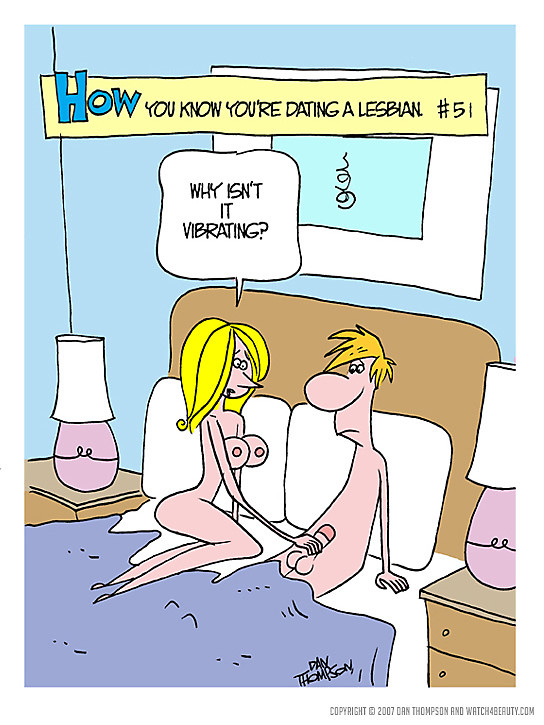 HOW YOU KNOW YOU'RE DATING A LESBIAN. #51
WHY ISN'T
IT
VIBRATING?
DAN
THOMPSON
COPYRIGHT © 2007 DAN THOMPSON AND WATCH4BEAUTY.COM